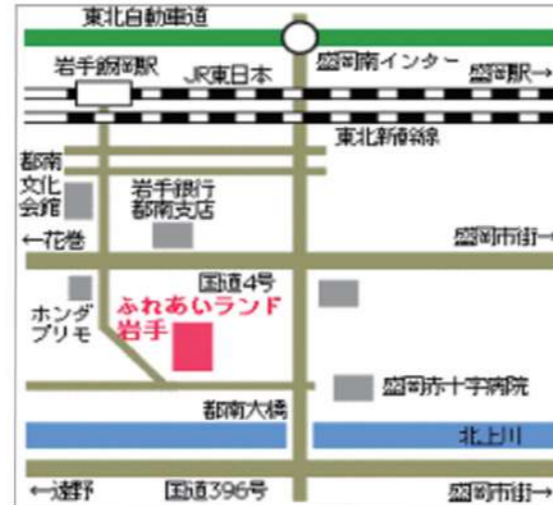 東北自動車道
盛岡南インター
岩手飯岡駅
JR東日本
盛岡駅→
東北新幹線
都南
文化
会館
岩手銀行
都南支店
←花巻
盛岡市街→
国道4号
ホンダ
プリモ
ふれあいランド
岩手
盛岡赤十字病院
都南大橋
北上川
←遠野
国道396号
盛岡市街→